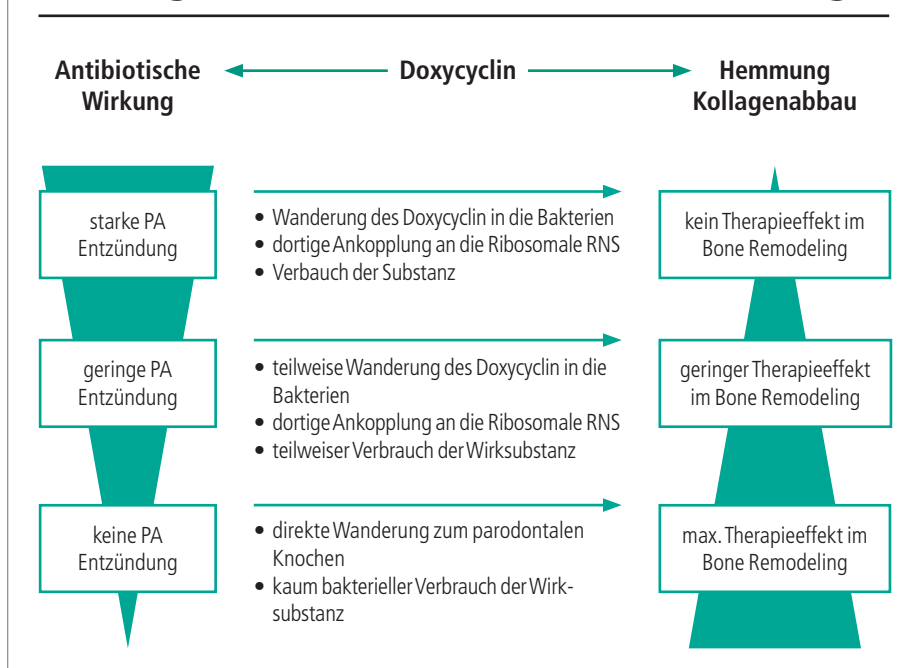 Antibiotische
Wirkung
Doxycyclin
Hemmung
Kollagenabbau
starke PA
Entzündung
• Wanderung des Doxycyclin in die Bakterien
• dortige Ankopplung an die Ribosomale RNS
• Verbauch der Substanz
kein Therapieeffekt im
Bone Remodeling
geringe PA
Entzündung
• teilweise Wanderung des Doxycyclin in die
Bakterien
• dortige Ankopplung an die Ribosomale RNS
• teilweiser Verbrauch der Wirksubstanz
geringer Therapieeffekt
im Bone Remodeling
keine PA
Entzündung
• direkte Wanderung zum parodontalen
Knochen
• kaum bakterieller Verbrauch der Wirk-
substanz
max. Therapieeffekt im
Bone Remodeling